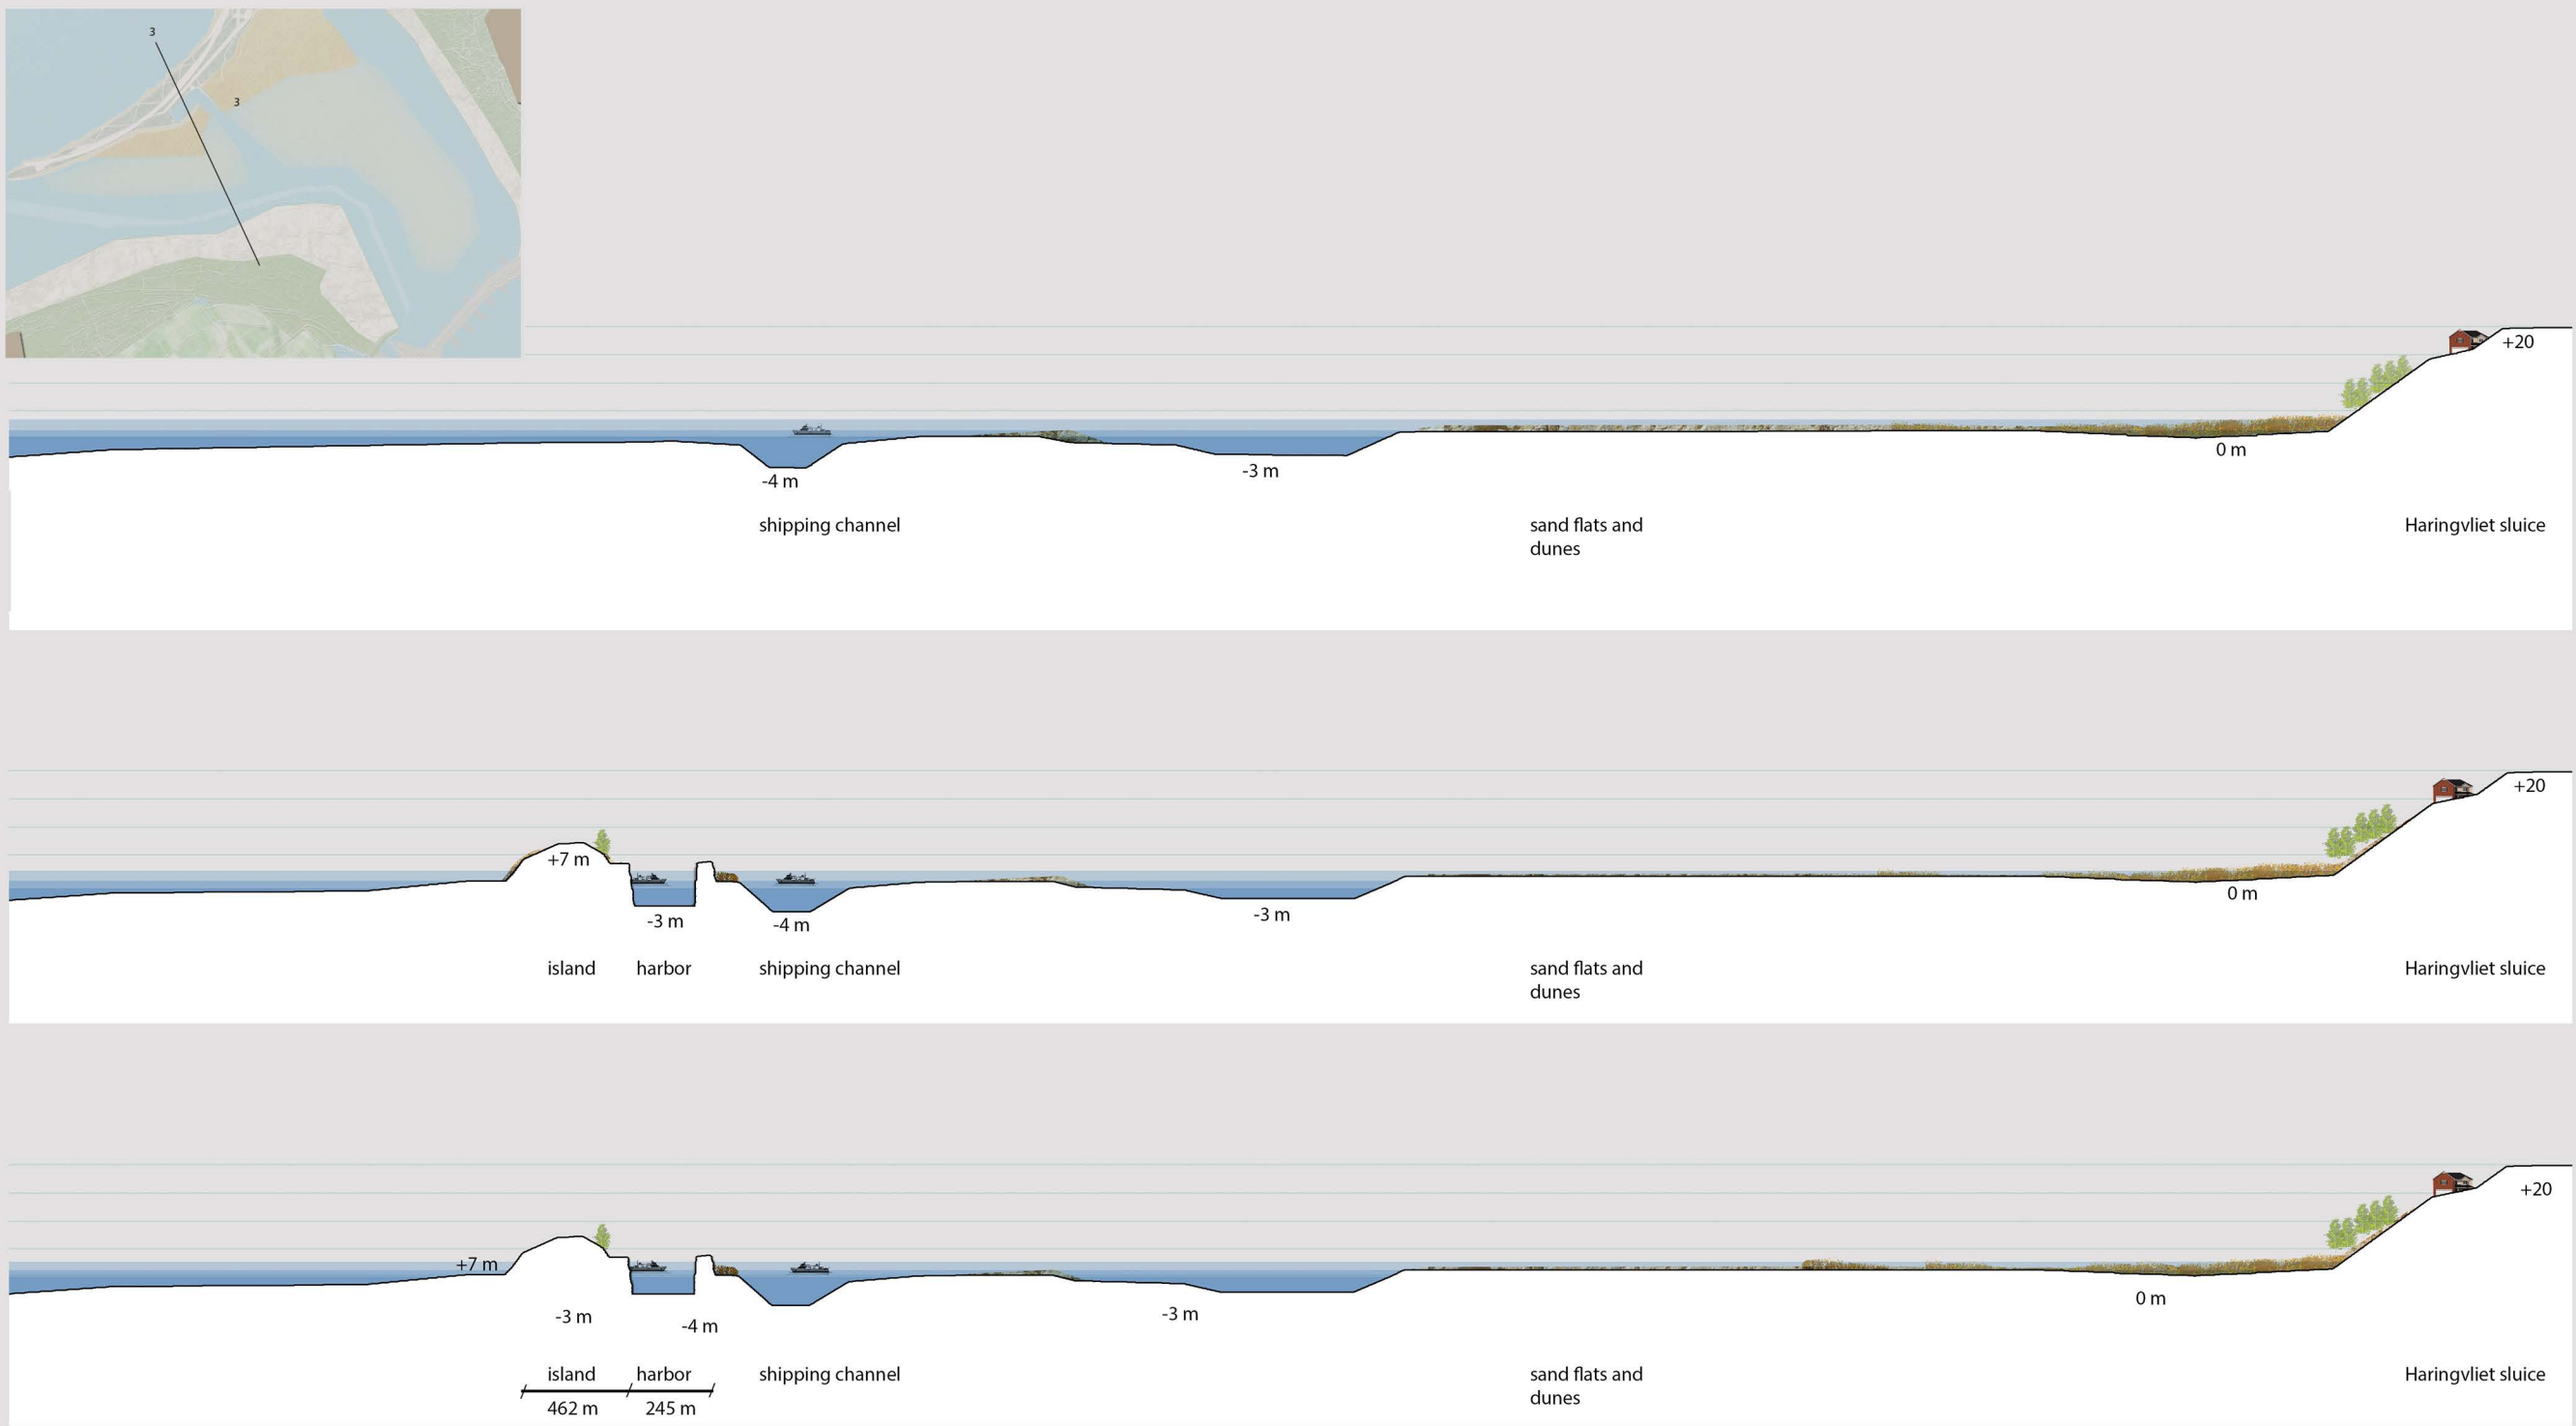 3
3
+20
0 m
-3 m
-4 m
shipping channel
sand flats and
dunes
Haringvliet sluice
+20
+7 m
0 m
-3 m
-3 m
-4 m
island
harbor
shipping channel
sand flats and
dunes
Haringvliet sluice
+20
+7 m
0 m
-3 m
-3 m
-4 m
island
harbor
shipping channel
sand flats and
dunes
Haringvliet sluice
462 m
245 m